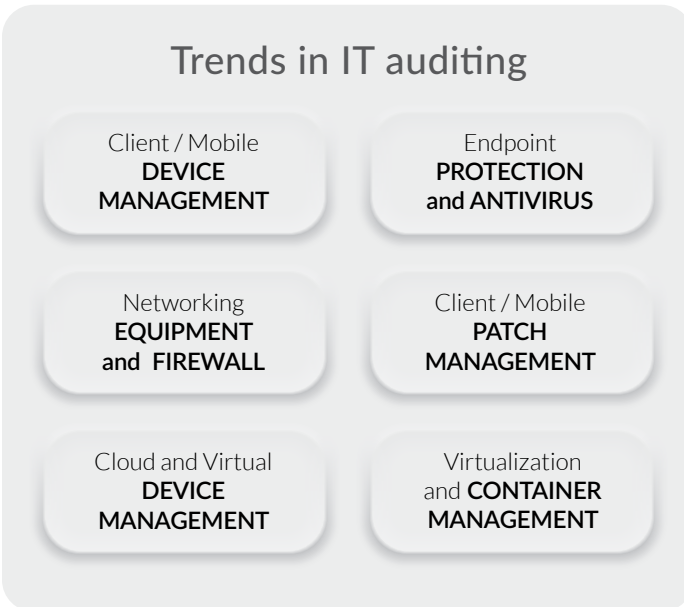 Trends in IT auditing
Client / Mobile
DEVICE
MANAGEMENT
Endpoint
PROTECTION
and ANTIVIRUS
Networking
EQUIPMENT
and FIREWALL
Client / Mobile
PATCH
MANAGEMENT
Cloud and Virtual
DEVICE
MANAGEMENT
Virtualization
and CONTAINER
MANAGEMENT